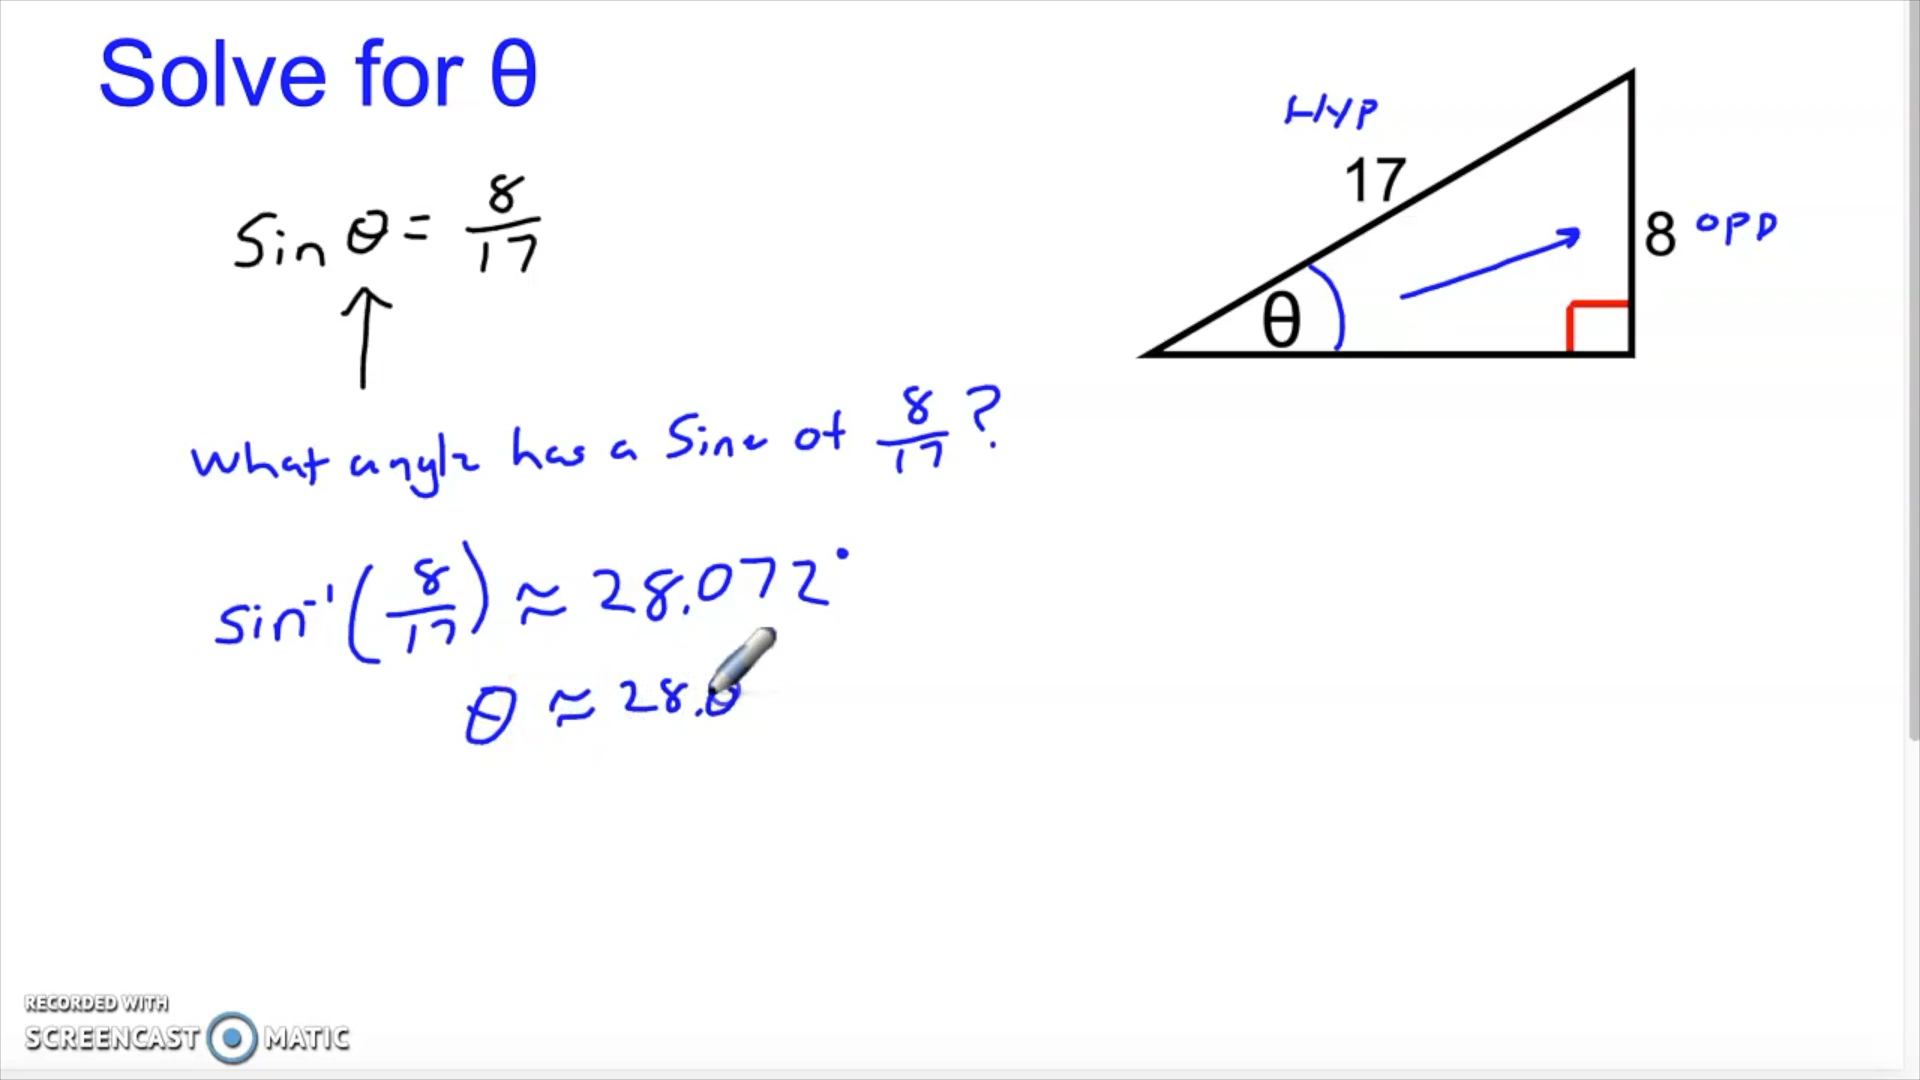 Solve for θ
Sin θ = 8/17
What angle has a Sine of 8/17?
sin⁻¹(8/17) ≈ 28.072°
θ ≈ 28.0
HYP
17
8 OPP
θ
RECORDED WITH
SCREENCAST MATIC